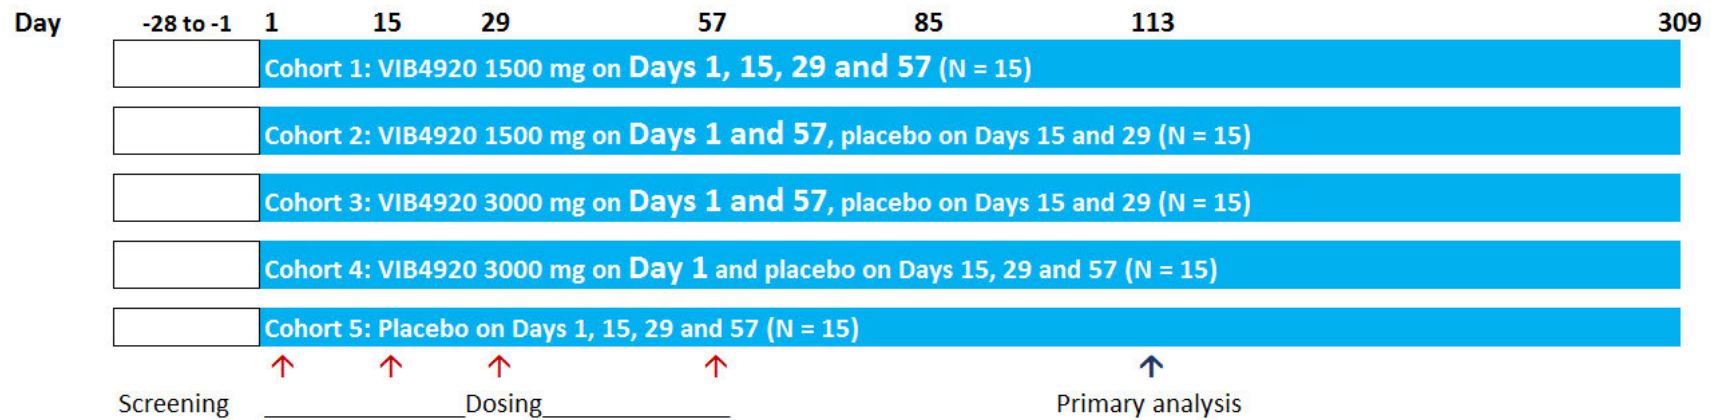 Day -28 to -1 1 15 29 57 85 113 309
Cohort 1: VIB4920 1500 mg on Days 1, 15, 29 and 57 (N = 15)
Cohort 2: VIB4920 1500 mg on Days 1 and 57, placebo on Days 15 and 29 (N = 15)
Cohort 3: VIB4920 3000 mg on Days 1 and 57, placebo on Days 15 and 29 (N = 15)
Cohort 4: VIB4920 3000 mg on Day 1 and placebo on Days 15, 29 and 57 (N = 15)
Cohort 5: Placebo on Days 1, 15, 29 and 57 (N = 15)
Screening Dosing Primary analysis